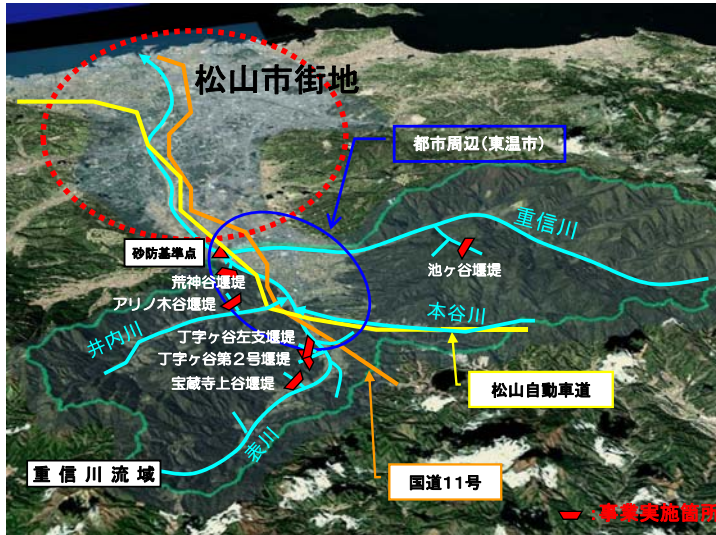 松山市街地
都市周辺(東温市)
重信川
砂防基準点
池ヶ谷堰堤
荒神谷堰堤
アリノ木谷堰堤
本谷川
井内川
丁字ヶ谷左支堰堤
丁字ヶ谷第2号堰堤
宝蔵寺上谷堰堤
松山自動車道
表川
重信川流域
国道11号
:事業実施箇所